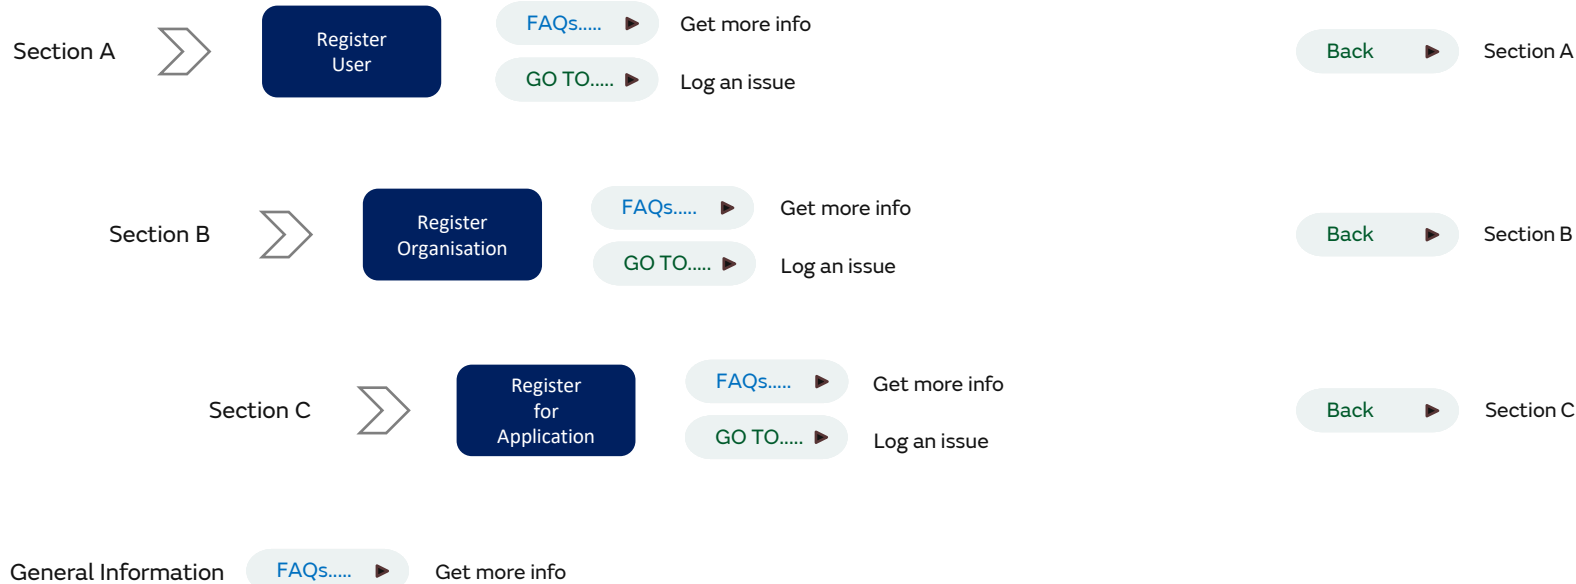 Section A
Register
User
FAQs.....
Get more info
GO TO.....
Log an issue
Back
Section A
Section B
Register
Organisation
FAQs.....
Get more info
GO TO.....
Log an issue
Back
Section B
Section C
Register
for
Application
FAQs.....
Get more info
GO TO.....
Log an issue
Back
Section C
General Information
FAQs.....
Get more info